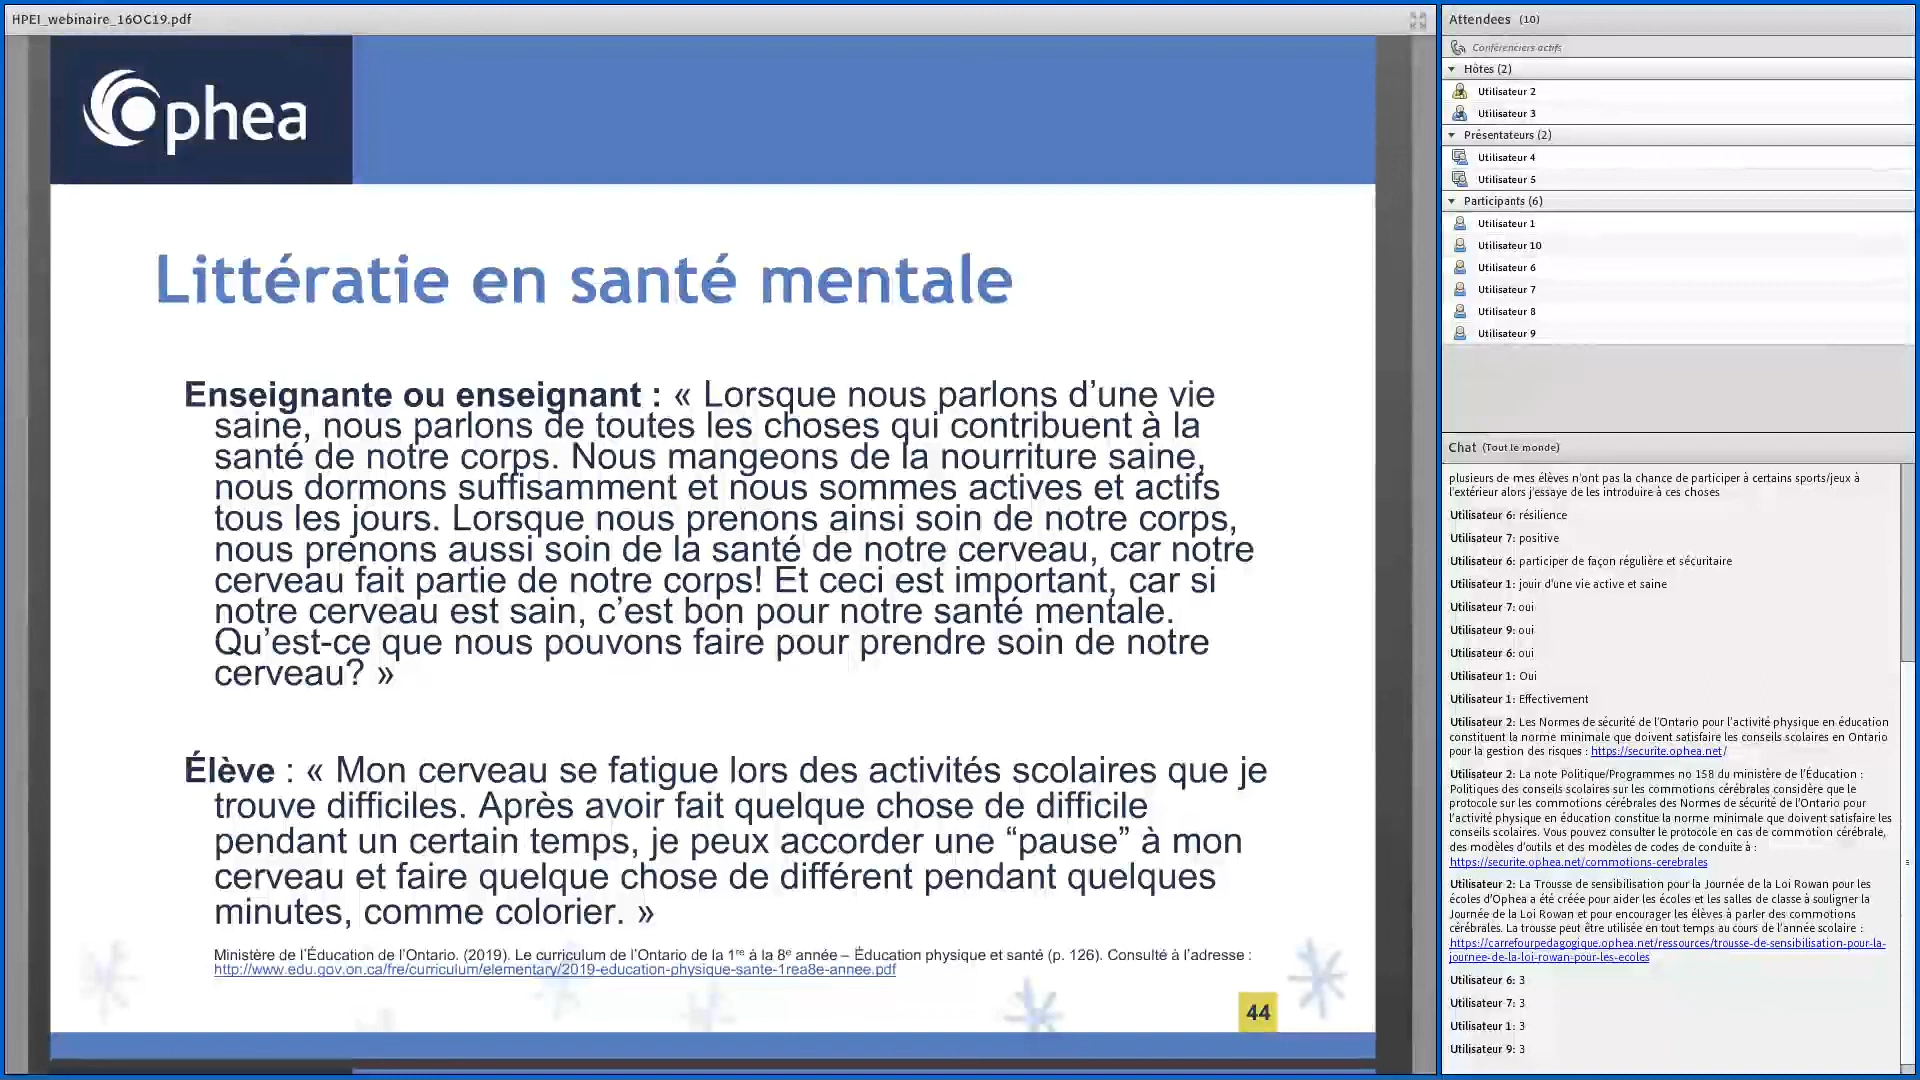 HPEI_webinaire_16OC19.pdf
Ophea
Littératie en santé mentale
Enseignante ou enseignant : « Lorsque nous parlons d’une vie
saine, nous parlons de toutes les choses qui contribuent à la
santé de notre corps. Nous mangeons de la nourriture saine,
nous dormons suffisamment et nous sommes actives et actifs
tous les jours. Lorsque nous prenons ainsi soin de notre corps,
nous prenons aussi soin de la santé de notre cerveau, car notre
cerveau fait partie de notre corps! Et ceci est important, car si
notre cerveau est sain, c’est bon pour notre santé mentale.
Qu’est-ce que nous pouvons faire pour prendre soin de notre
cerveau? »
Élève : « Mon cerveau se fatigue lors des activités scolaires que je
trouve difficiles. Après avoir fait quelque chose de difficile
pendant un certain temps, je peux accorder une “pause” à mon
cerveau et faire quelque chose de différent pendant quelques
minutes, comme colorier. »
Ministère de l’Éducation de l’Ontario. (2019). Le curriculum de l’Ontario de la 1re à la 8e année – Éducation physique et santé (p. 126). Consulté à l’adresse :
http://www.edu.gov.on.ca/fre/curriculum/elementary/2019-education-physique-sante-1rea8e-annee.pdf
44
Attendees (10)
Conférenciers actifs
Hôtes (2)
Utilisateur 2
Utilisateur 3
Présentateurs (2)
Utilisateur 4
Utilisateur 5
Participants (6)
Utilisateur 1
Utilisateur 10
Utilisateur 6
Utilisateur 7
Utilisateur 8
Utilisateur 9
Chat (Tout le monde)
plusieurs de mes élèves n'ont pas la chance de participer à certains sports/jeux à
l'extérieur alors j'essaye de les introduire à ces choses
Utilisateur 6: résilience
Utilisateur 7: positive
Utilisateur 6: participer de façon régulière et sécuritaire
Utilisateur 1: jouir d'une vie active et saine
Utilisateur 7: oui
Utilisateur 9: oui
Utilisateur 6: oui
Utilisateur 1: Oui
Utilisateur 1: Effectivement
Utilisateur 2: Les Normes de sécurité de l'Ontario pour l'activité physique en éducation
constituent la norme minimale que doivent satisfaire les conseils scolaires en Ontario
pour la gestion des risques : https://securite.ophea.net/
Utilisateur 2: La note Politique/Programmes no 158 du ministère de l'Éducation :
Politiques des conseils scolaires sur les commotions cérébrales considère que le
protocole sur les commotions cérébrales des Normes de sécurité de l'Ontario pour
l'activité physique en éducation constitue la norme minimale que doivent satisfaire les
conseils scolaires. Vous pouvez consulter le protocole en cas de commotion cérébrale,
des modèles d'outils et des modèles de codes de conduite à :
https://securite.ophea.net/commotions-cerebrales
Utilisateur 2: La Trousse de sensibilisation pour la Journée de la Loi Rowan pour les
écoles d'Ophea a été créée pour aider les écoles et les salles de classe à souligner la
Journée de la Loi Rowan et pour encourager les élèves à parler des commotions
cérébrales. La trousse peut être utilisée en tout temps au cours de l'année scolaire :
https://carrefourpedagogique.ophea.net/ressources/trousse-de-sensibilisation-pour-la-
journee-de-la-loi-rowan-pour-les-ecoles
Utilisateur 6: 3
Utilisateur 7: 3
Utilisateur 1: 3
Utilisateur 9: 3